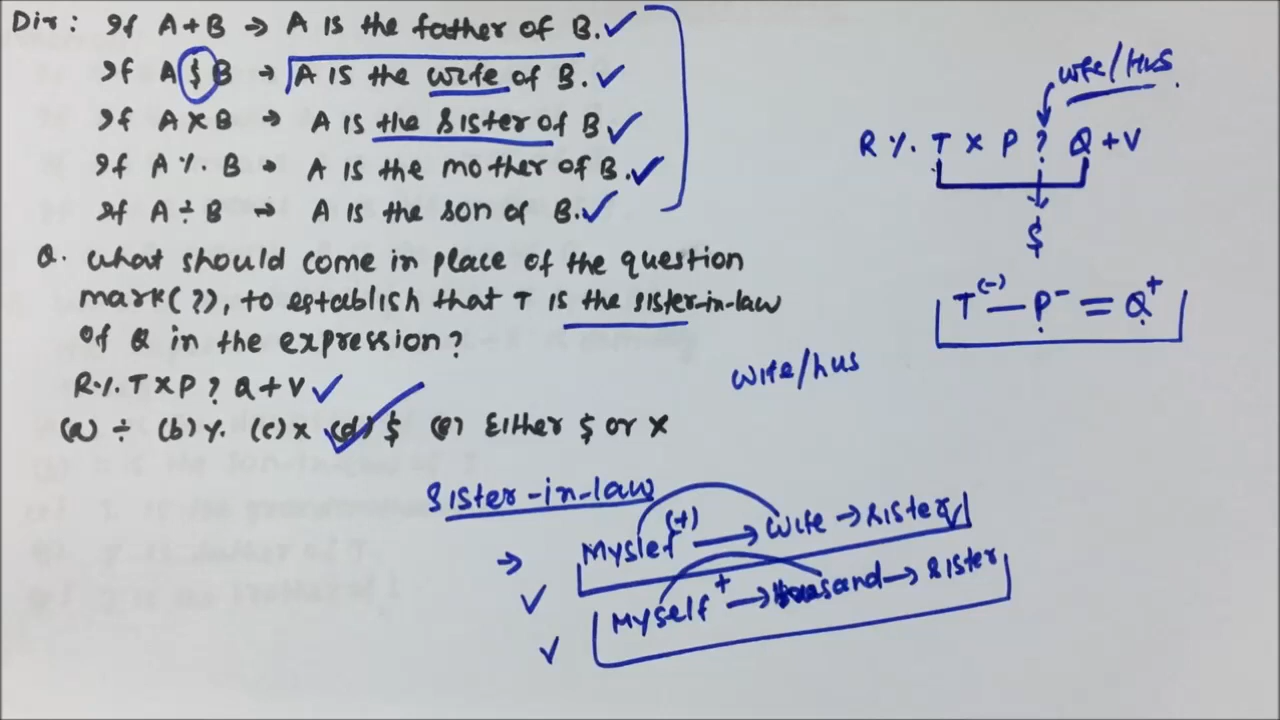 Dir: If A + B → A is the father of B. ✓
If A $ B → A is the wife of B. ✓
If A × B → A is the sister of B ✓
If A % B → A is the mother of B. ✓
If A ÷ B → A is the son of B. ✓
Q. What should come in place of the question
mark(?), to establish that T is the sister-in-law
of Q in the expression?
R % T × P ? Q + V ✓
(a) ÷ (b) % (c) × (d) $ (e) Either $ or ×
wife/Hus
R % T × P ? Q + V
$
T(-) — P- = Q+
wife/hus
Sister-in-law
→ Myslef (+) → wife → sister ✓
✓ Myself + → → sister
✓